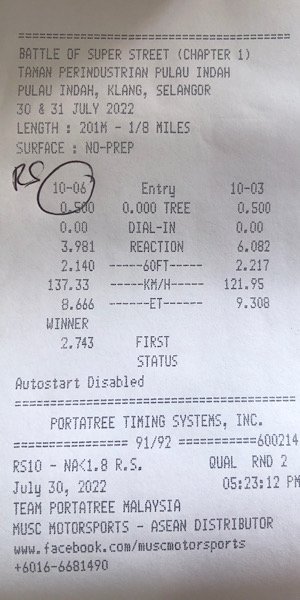 ==================================
BATTLE OF SUPER STREET (CHAPTER 1)
TAMAN PERINDUSTRIAN PULAU INDAH
PULAU INDAH, KLANG, SELANGOR
30 & 31 JULY 2022
LENGTH : 201M - 1/8 MILES
SURFACE : NO-PREP
RS
10-06 Entry 10-03
0.500 0.000 TREE 0.500
0.00 DIAL-IN 0.00
3.981 REACTION 6.082
2.140 -----60FT----- 2.217
137.33 -----KM/H----- 121.95
8.666 ------ET------ 9.308
WINNER
2.743 FIRST
STATUS
Autostart Disabled
==================================
PORTATREE TIMING SYSTEMS, INC.
================ 91/92 ===========600214
RS10 - NA<1.8 R.S. QUAL RND 2
July 30, 2022 05:23:12 PM
TEAM PORTATREE MALAYSIA
MUSC MOTORSPORTS - ASEAN DISTRIBUTOR
www.facebook.com/muscmotorsports
+6016-6681490